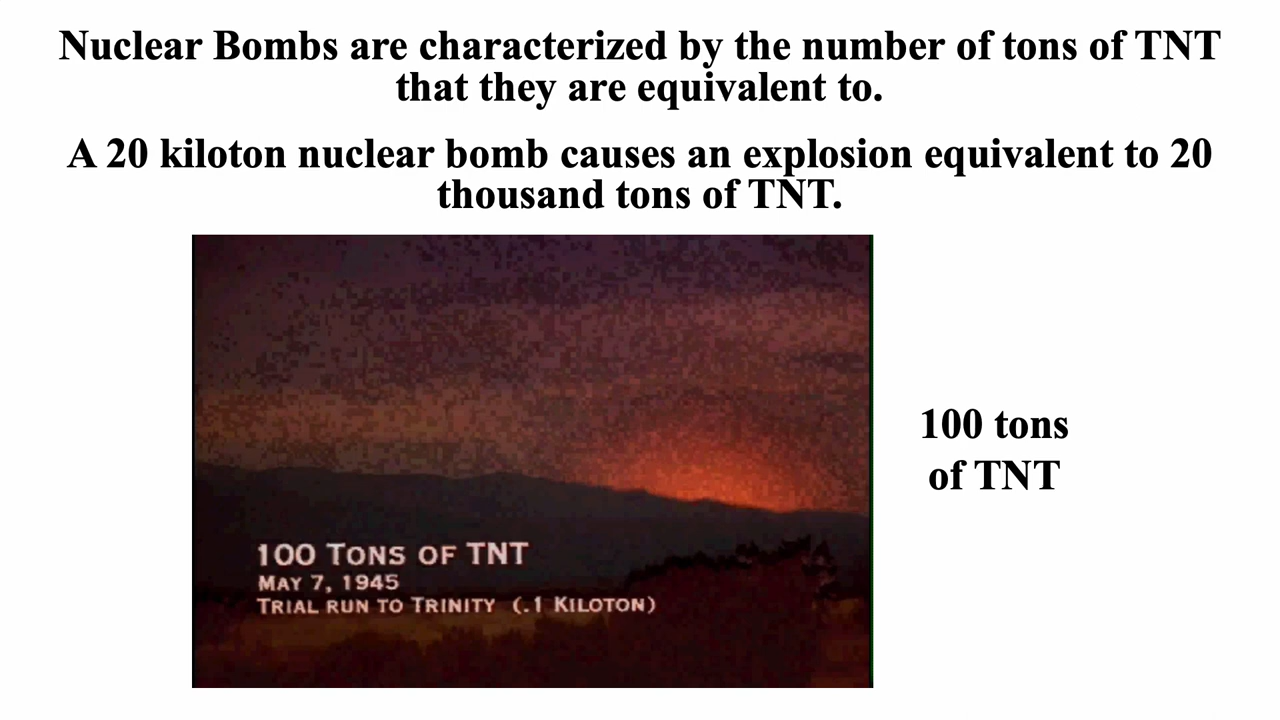 Nuclear Bombs are characterized by the number of tons of TNT
that they are equivalent to.
A 20 kiloton nuclear bomb causes an explosion equivalent to 20
thousand tons of TNT.
100 tons
of TNT
100 TONS OF TNT
MAY 7, 1945
TRIAL RUN TO TRINITY (.1 KILOTON)